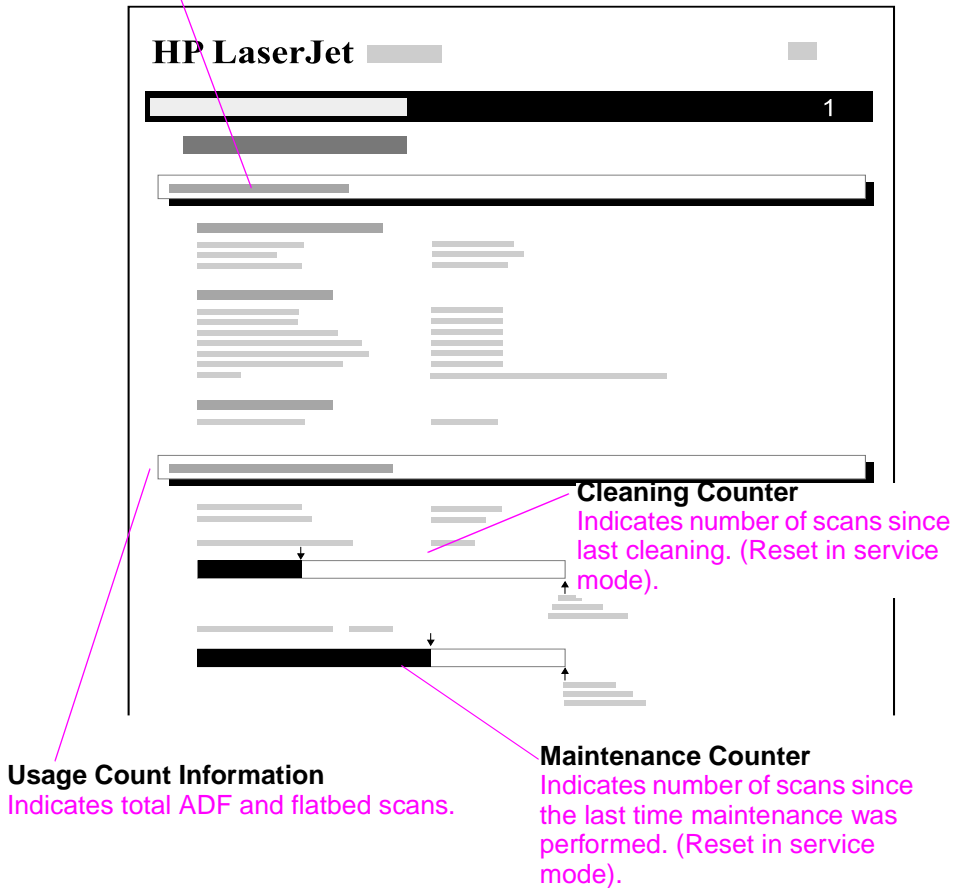 HP LaserJet
1
Cleaning Counter
Indicates number of scans since
last cleaning. (Reset in service
mode).
Usage Count Information
Indicates total ADF and flatbed scans.
Maintenance Counter
Indicates number of scans since
the last time maintenance was
performed. (Reset in service
mode).